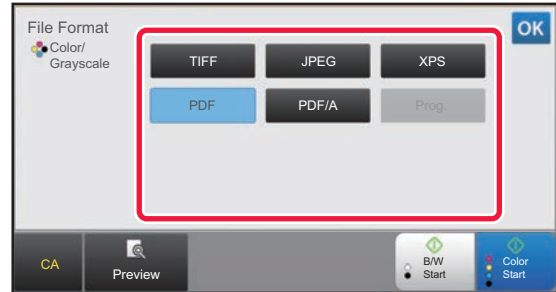 File Format
OK
Color/
Grayscale
TIFF JPEG XPS
PDF PDF/A Prog.
CA
Preview
B/W
Start
Color
Start